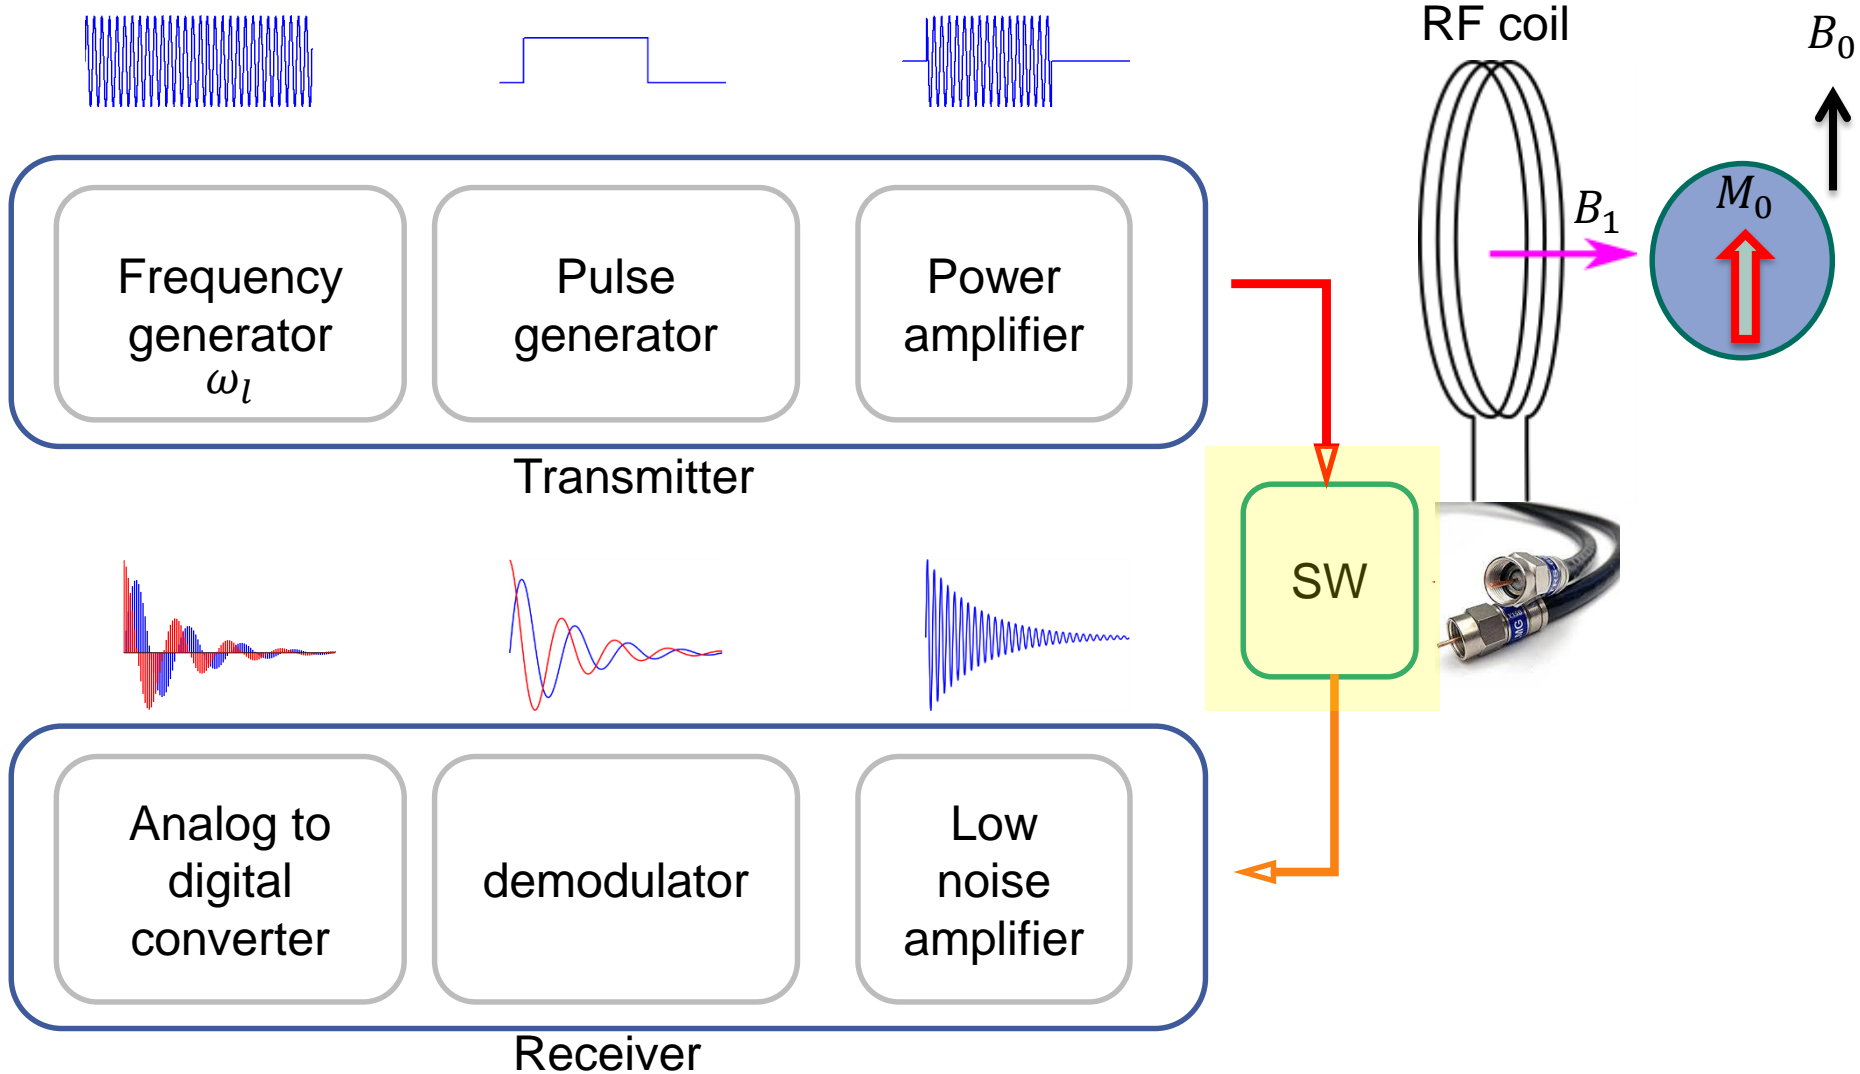 RF coil
B₀
Frequency
generator
ωₗ
Pulse
generator
Power
amplifier
B₁
M₀
Transmitter
SW
Analog to
digital
converter
demodulator
Low
noise
amplifier
Receiver